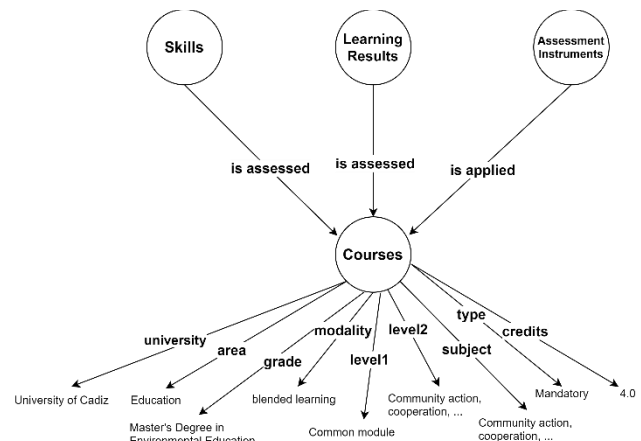 Skills
Learning
Results
Assessment
Instruments
is assessed
is assessed
is applied
Courses
university
area
grade
modality
level1
level2
subject
type
credits
University of Cadiz
Education
Master's Degree in
Environmental Education
blended learning
Common module
Community action,
cooperation, ...
Community action,
cooperation, ...
Mandatory
4.0